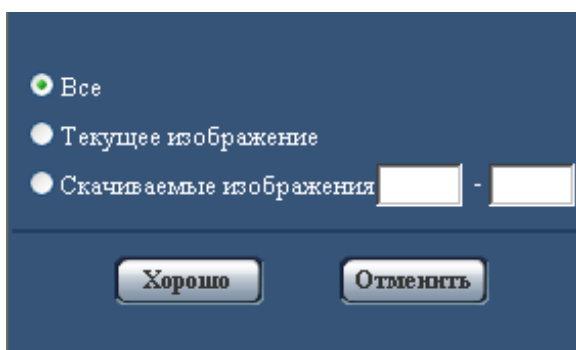 Все
Текущее изображение
Скачиваемые изображения -
Хорошо Отменить